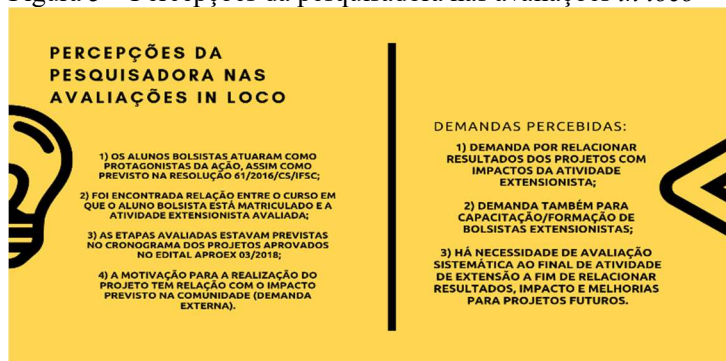 PERCEPÇÕES DA
PESQUISADORA NAS
AVALIAÇÕES IN LOCO
1) OS ALUNOS BOLSISTAS ATUARAM COMO
PROTAGONISTAS DA AÇÃO, ASSIM COMO
PREVISTO NA RESOLUÇÃO 61/2016/CS/IFSC;
2) FOI ENCONTRADA RELAÇÃO ENTRE O CURSO EM
QUE O ALUNO BOLSISTA ESTÁ MATRICULADO E A
ATIVIDADE EXTENSIONISTA AVALIADA;
3) AS ETAPAS AVALIADAS ESTAVAM PREVISTAS
NO CRONOGRAMA DOS PROJETOS APROVADOS
NO EDITAL APROEX 03/2018;
4) A MOTIVAÇÃO PARA A REALIZAÇÃO DO
PROJETO TEM RELAÇÃO COM O IMPACTO
PREVISTO NA COMUNIDADE (DEMANDA
EXTERNA).
DEMANDAS PERCEBIDAS:
1) DEMANDA POR RELACIONAR
RESULTADOS DOS PROJETOS COM
IMPACTOS DA ATIVIDADE
EXTENSIONISTA;
2) DEMANDA TAMBÉM PARA
CAPACITAÇÃO/FORMAÇÃO DE
BOLSISTAS EXTENSIONISTAS;
3) HÁ NECESSIDADE DE AVALIAÇÃO
SISTEMÁTICA AO FINAL DE ATIVIDADE
DE EXTENSÃO A FIM DE RELACIONAR
RESULTADOS, IMPACTO E MELHORIAS
PARA PROJETOS FUTUROS.